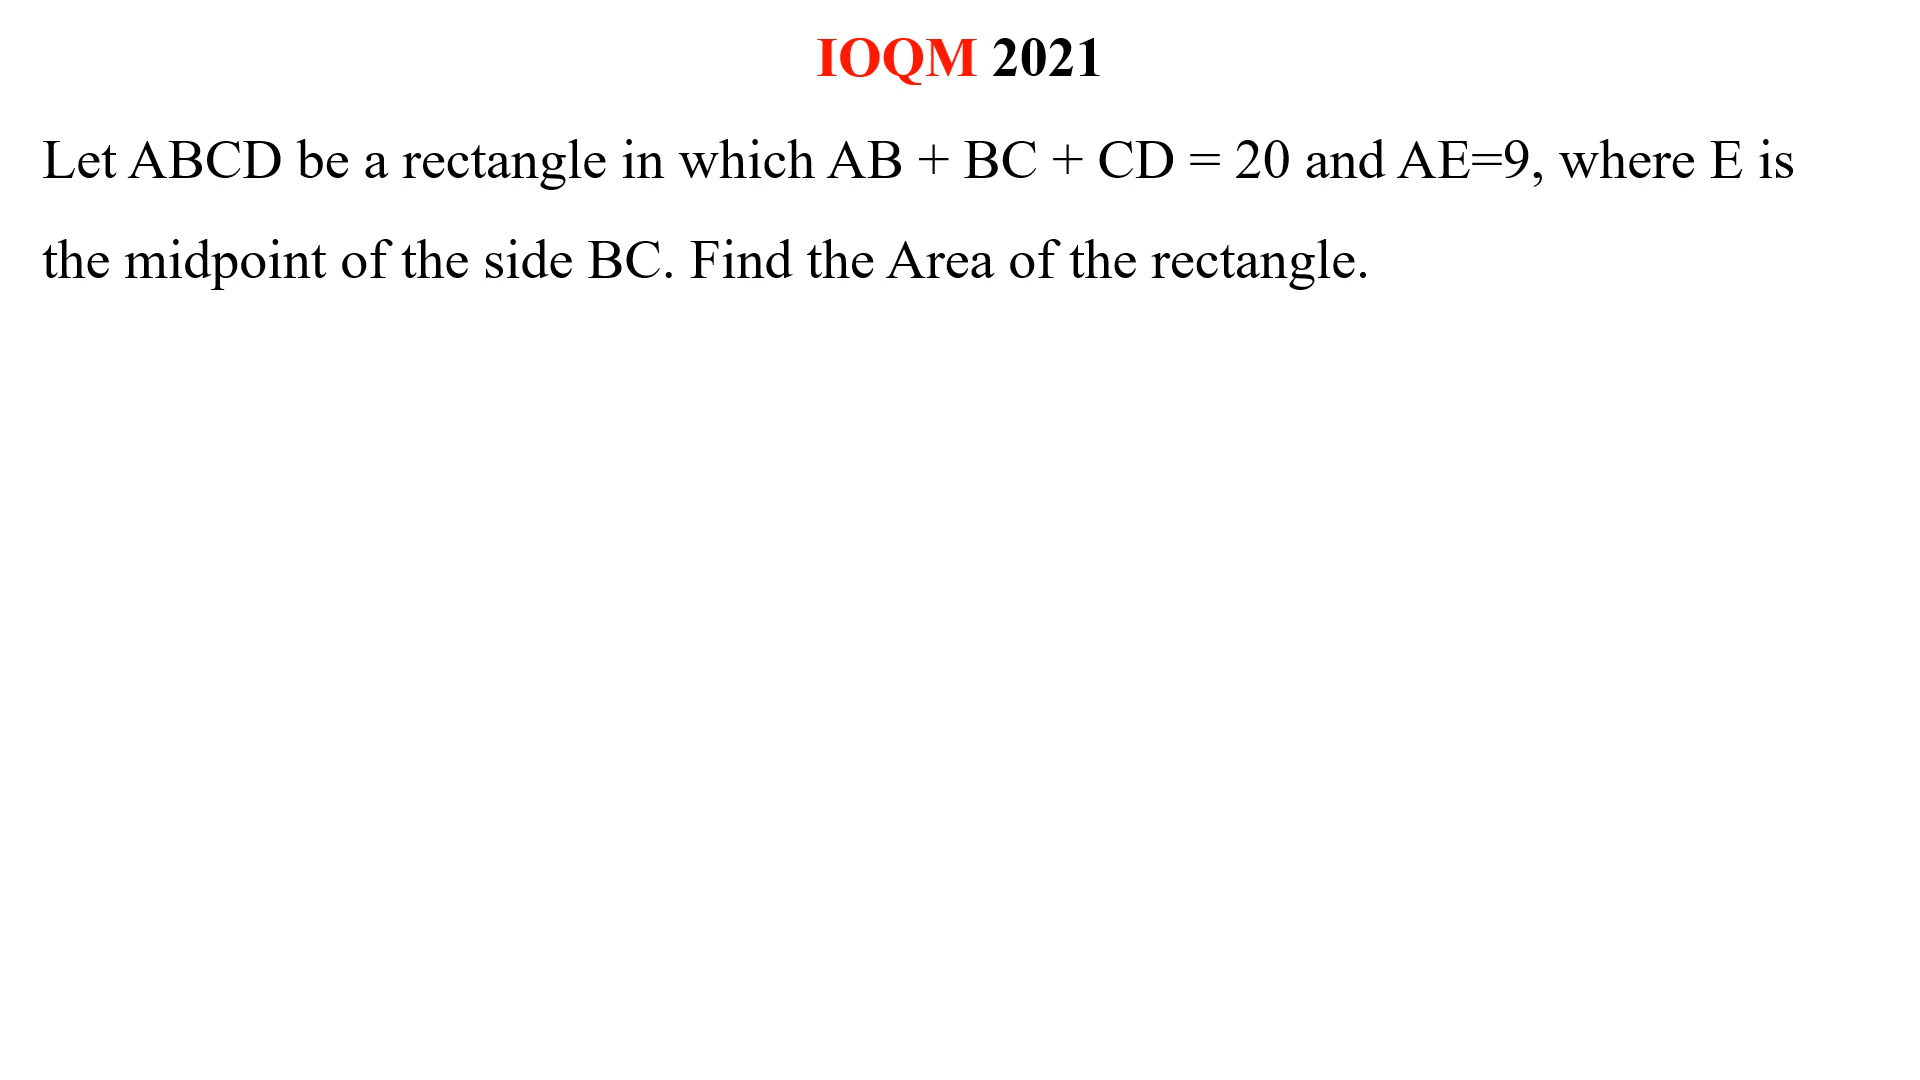 IOQM 2021
Let ABCD be a rectangle in which AB + BC + CD = 20 and AE=9, where E is
the midpoint of the side BC. Find the Area of the rectangle.